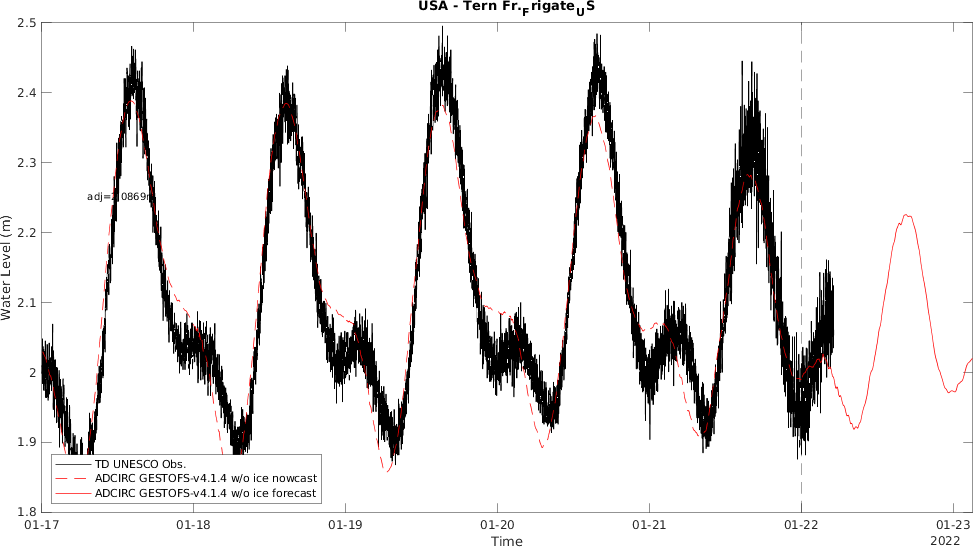 USA - Tern Fr.FrigateUS
2.5
2.4
2.3
2.2
2.1
2
1.9
1.8
Water Level (m)
TD UNESCO Obs.
ADCIRC GESTOFS-v4.1.4 w/o ice nowcast
ADCIRC GESTOFS-v4.1.4 w/o ice forecast
01-17
01-18
01-19
01-20
01-21
01-22
01-23
Time
2022